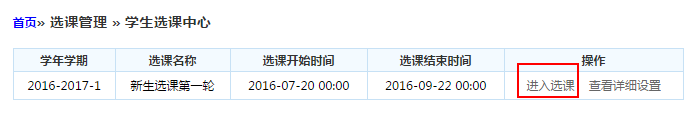 首页» 选课管理 » 学生选课中心
学年学期 选课名称 选课开始时间 选课结束时间 操作
2016-2017-1 新生选课第一轮 2016-07-20 00:00 2016-09-22 00:00 进入选课 查看详细设置